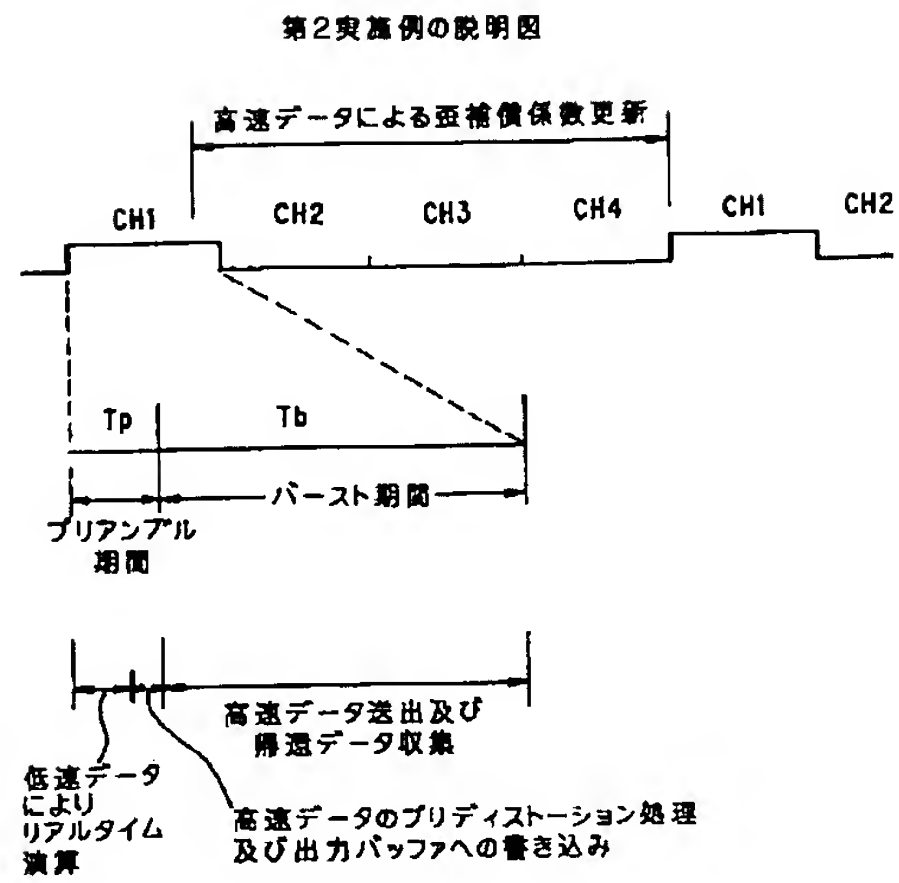 第2実施例の説明図
高速データによる歪補償係数更新
CH1 CH2 CH3 CH4 CH1 CH2
Tp Tb
バースト期間
プリアンブル
期間
高速データ送出及び
帰還データ収集
低速データ
により
リアルタイム
演算
高速データのプリディストーション処理
及び出力バッファへの書き込み